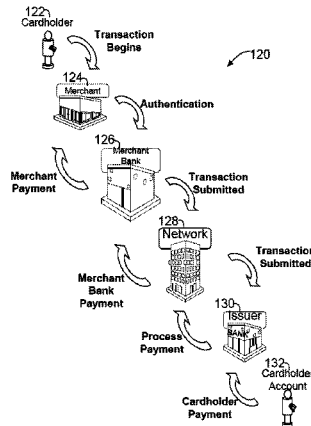 122
Cardholder
Transaction
Begins
120
124
Merchant
Authentication
126
Merchant
Bank
Merchant
Payment
Transaction
Submitted
128
Network
Transaction
Submitted
Merchant
Bank
Payment
130
Issuer
BANK
Process
Payment
132
Cardholder
Account
Cardholder
Payment